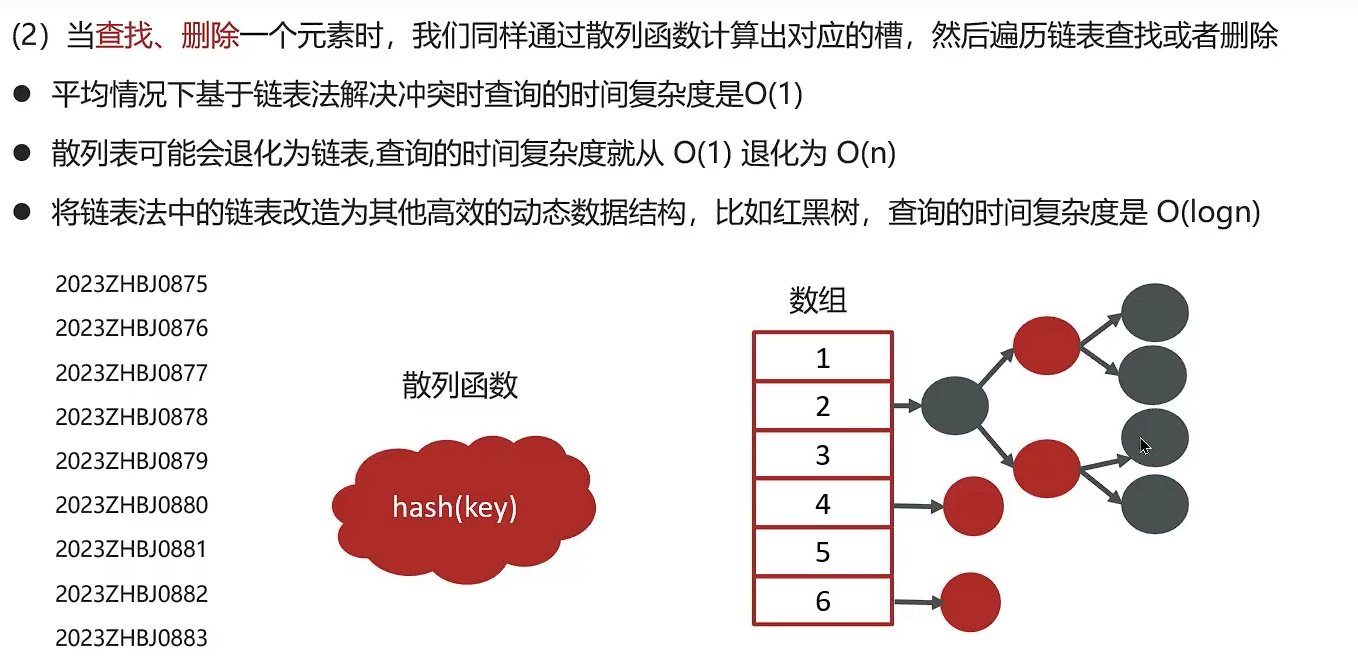 (2）当查找、删除一个元素时，我们同样通过散列函数计算出对应的槽，然后遍历链表查找或者删除
● 平均情况下基于链表法解决冲突时查询的时间复杂度是O(1)
● 散列表可能会退化为链表,查询的时间复杂度就从 O(1) 退化为 O(n)
● 将链表法中的链表改造为其他高效的动态数据结构，比如红黑树，查询的时间复杂度是 O(logn)
2023ZHBJ0875
2023ZHBJ0876
2023ZHBJ0877
2023ZHBJ0878
2023ZHBJ0879
2023ZHBJ0880
2023ZHBJ0881
2023ZHBJ0882
2023ZHBJ0883
散列函数
hash(key)
数组
1
2
3
4
5
6